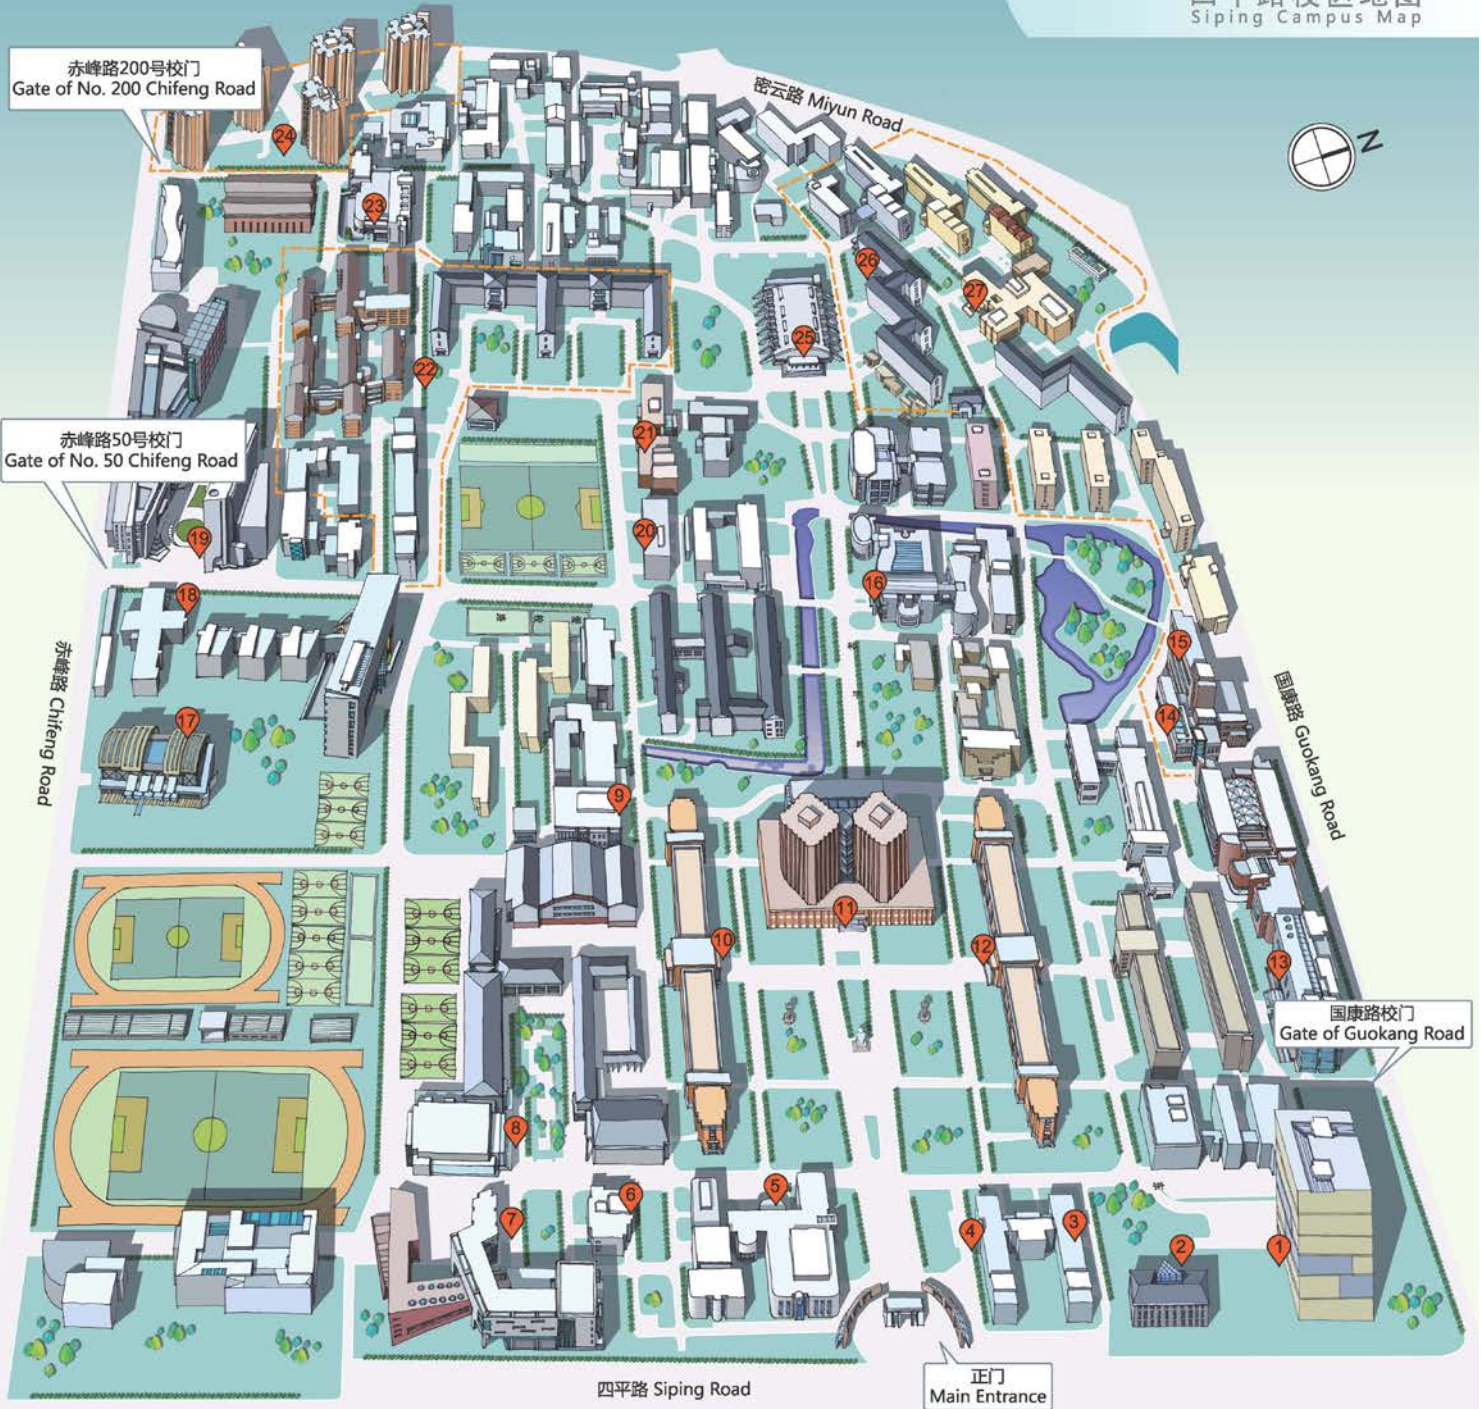 Siping Campus Map
赤峰路200号校门
Gate of No. 200 Chifeng Road
密云路 Miyun Road
N
24
23
26
27
25
22
赤峰路50号校门
Gate of No. 50 Chifeng Road
21
20
19
16
18
15
14
17
赤峰路 Chifeng Road
国康路 Guokang Road
9
11
10
12
13
国康路校门
Gate of Guokang Road
8
5
6
7
4
3
2
1
正门
Main Entrance
四平路 Siping Road